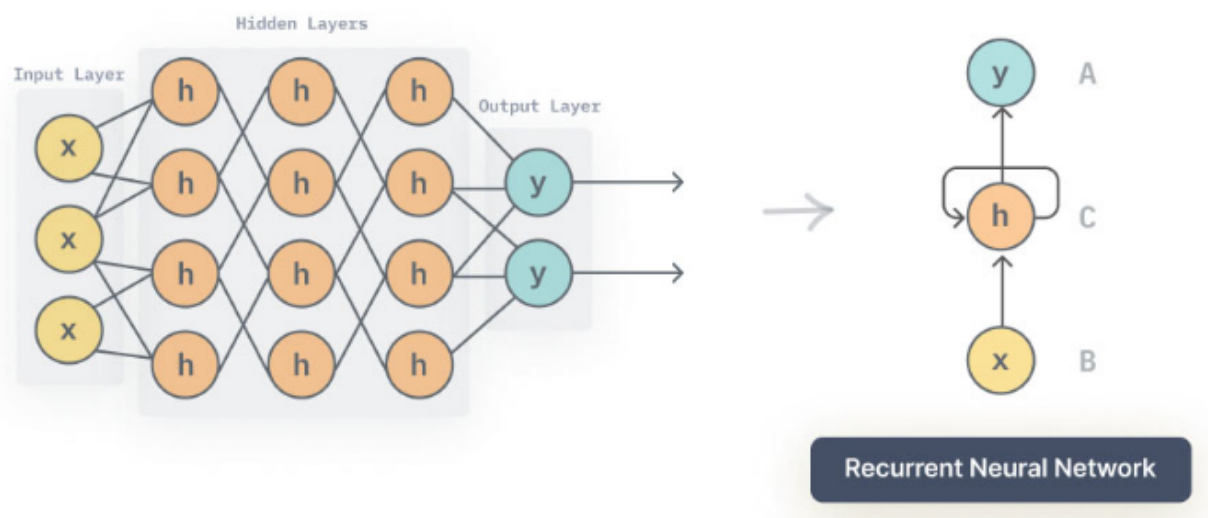 Hidden Layers
Input Layer
Output Layer
x
x
x
h
h
h
h
h
h
h
h
h
h
h
h
y
y
y
A
h
C
x
B
Recurrent Neural Network